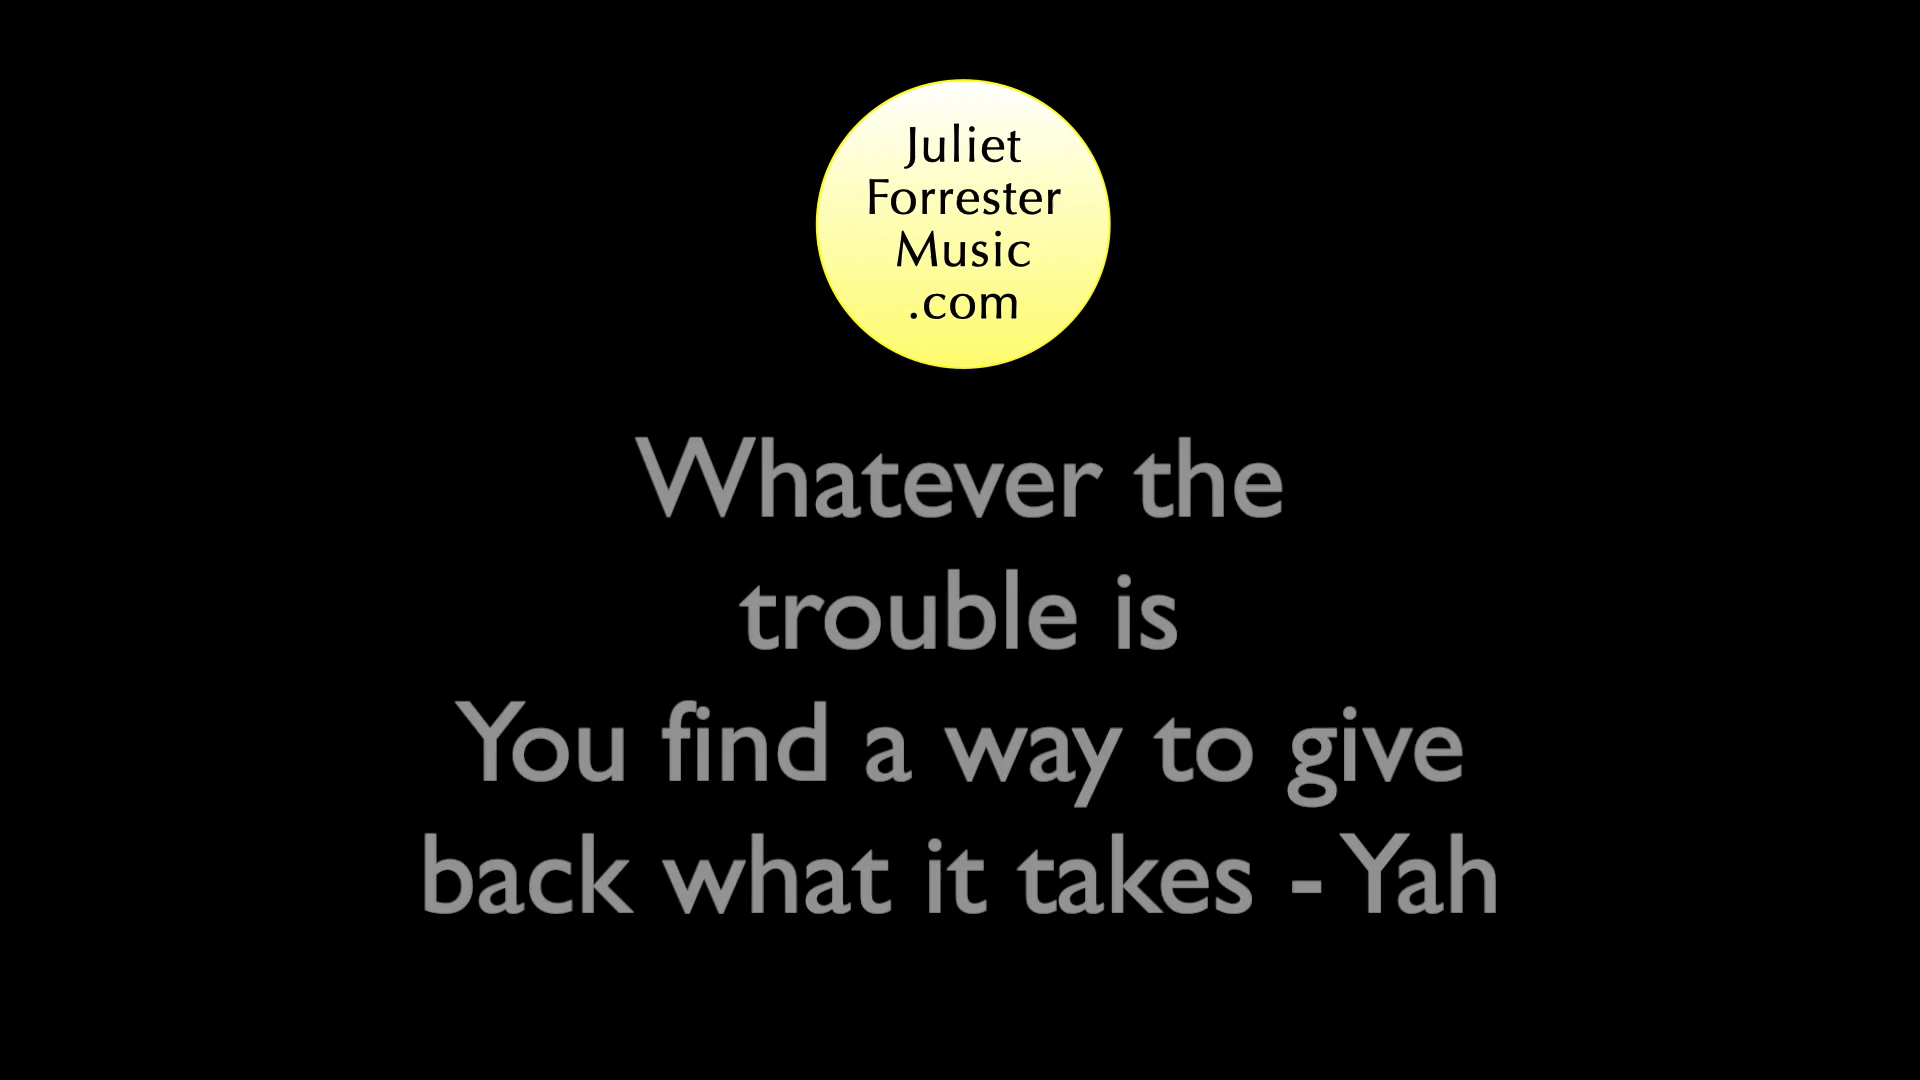 Juliet
Forrester
Music
.com
Whatever the
trouble is
You find a way to give
back what it takes - Yah